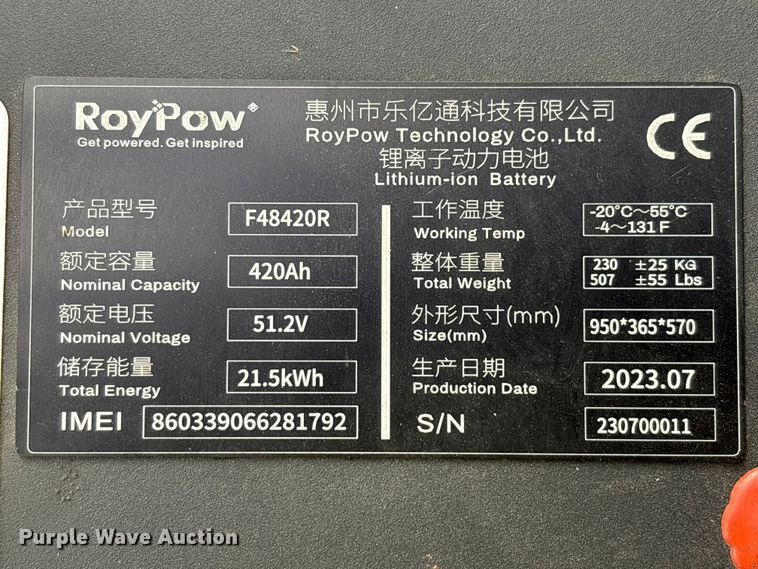 RoyPow®
Get powered. Get inspired
惠州市乐亿通科技有限公司
RoyPow Technology Co.,Ltd.
锂离子动力电池
Lithium-ion Battery
CE
产品型号
Model
F48420R
额定容量
Nominal Capacity
420Ah
额定电压
Nominal Voltage
51.2V
储存能量
Total Energy
21.5kWh
IMEI
860339066281792
工作温度
Working Temp
-20°C～55°C
-4～131 F
整体重量
Total Weight
230 ±25 KG
507 ±55 Lbs
外形尺寸(mm)
Size(mm)
950*365*570
生产日期
Production Date
2023.07
S/N
230700011
Purple Wave Auction